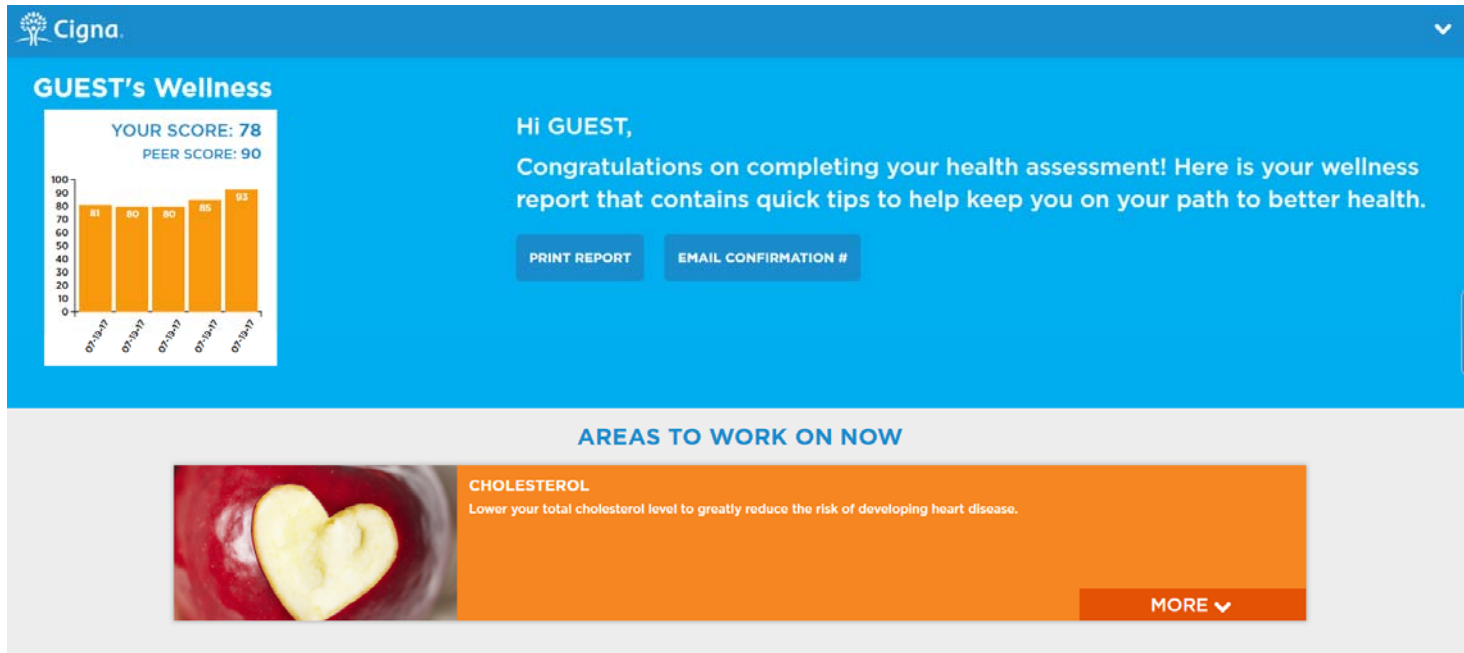 Cigna.
GUEST's Wellness
YOUR SCORE: 78
PEER SCORE: 90
100
90
80
70
60
50
40
30
20
10
0
81 80 80 85 93
07-19-17 07-19-17 07-19-17 07-19-17 07-19-17
Hi GUEST,
Congratulations on completing your health assessment! Here is your wellness
report that contains quick tips to help keep you on your path to better health.
PRINT REPORT EMAIL CONFIRMATION #
AREAS TO WORK ON NOW
CHOLESTEROL
Lower your total cholesterol level to greatly reduce the risk of developing heart disease.
MORE